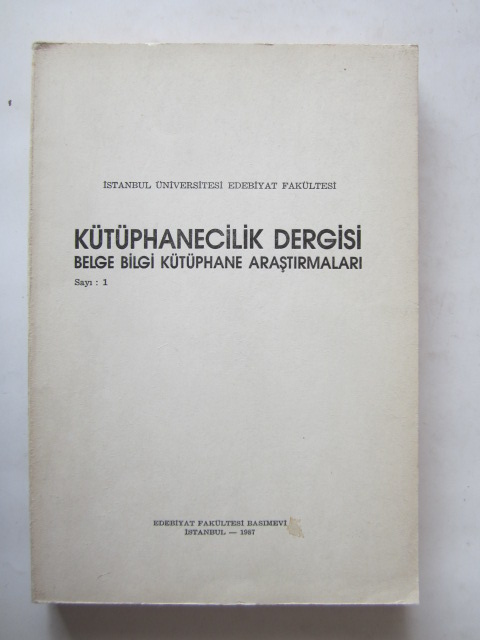 İSTANBUL ÜNİVERSİTESİ EDEBİYAT FAKÜLTESİ
KÜTÜPHANECİLİK DERGİSİ
BELGE BİLGİ KÜTÜPHANE ARAŞTIRMALARI
Sayı : 1
EDEBİYAT FAKÜLTESİ BASIMEVİ
İSTANBUL — 1987